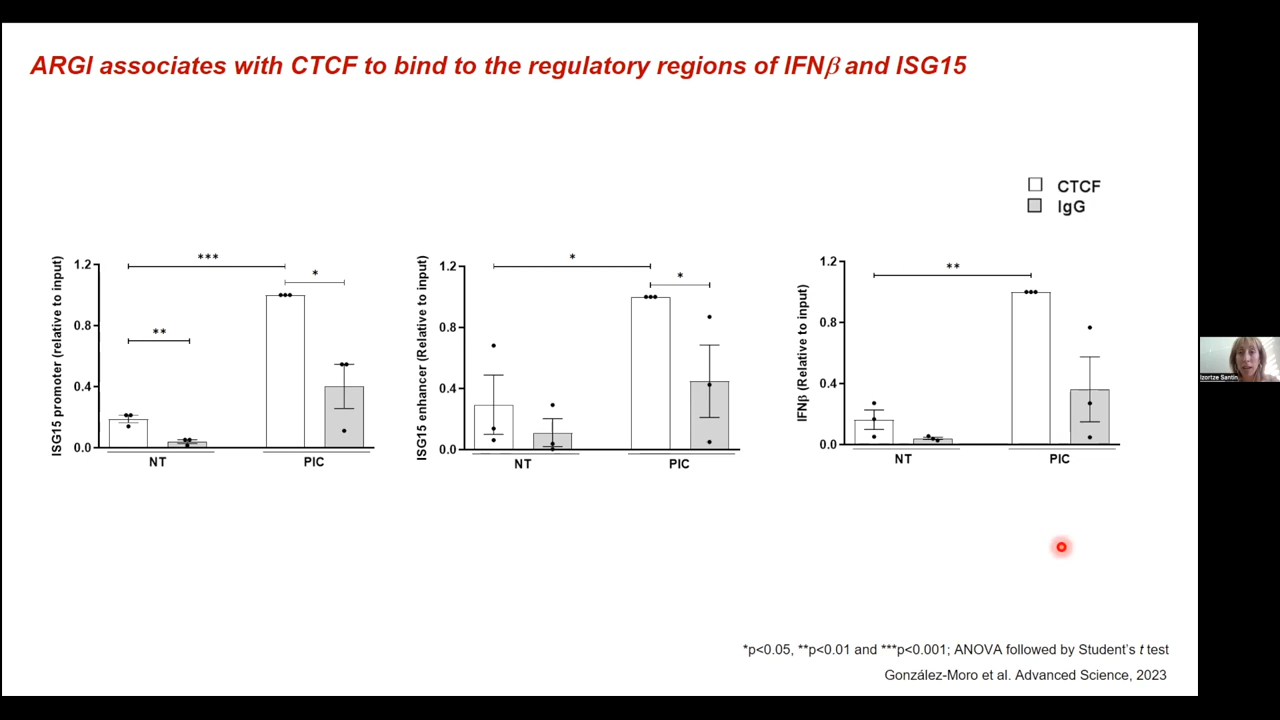 ARGI associates with CTCF to bind to the regulatory regions of IFNβ and ISG15
CTCF
IgG
ISG15 promoter (relative to input)
1.2
0.8
0.4
0.0
***
*
**
NT
PIC
ISG15 enhancer (Relative to input)
1.2
0.8
0.4
0.0
*
*
NT
PIC
IFNβ (Relative to input)
1.2
0.8
0.4
0.0
**
NT
PIC
*p<0.05, **p<0.01 and ***p<0.001; ANOVA followed by Student's t test
González-Moro et al. Advanced Science, 2023
Izortze Santin